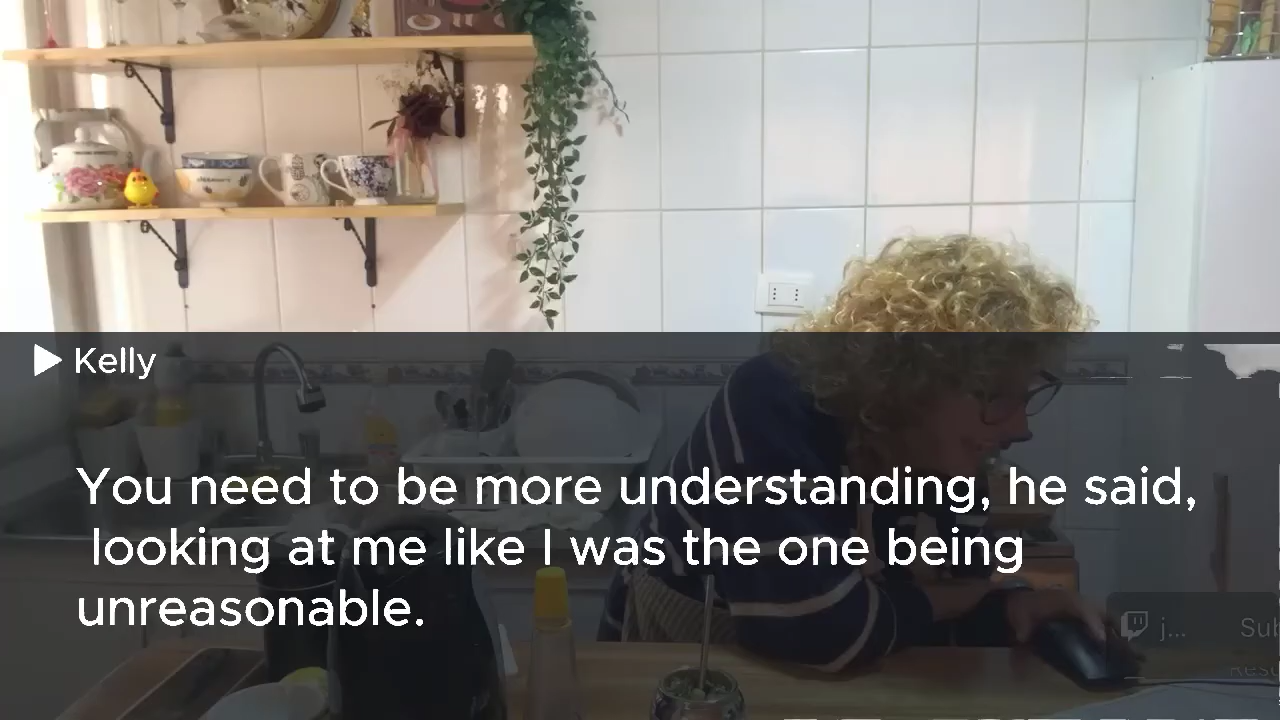 Kelly
You need to be more understanding, he said,
looking at me like I was the one being
unreasonable.
j...